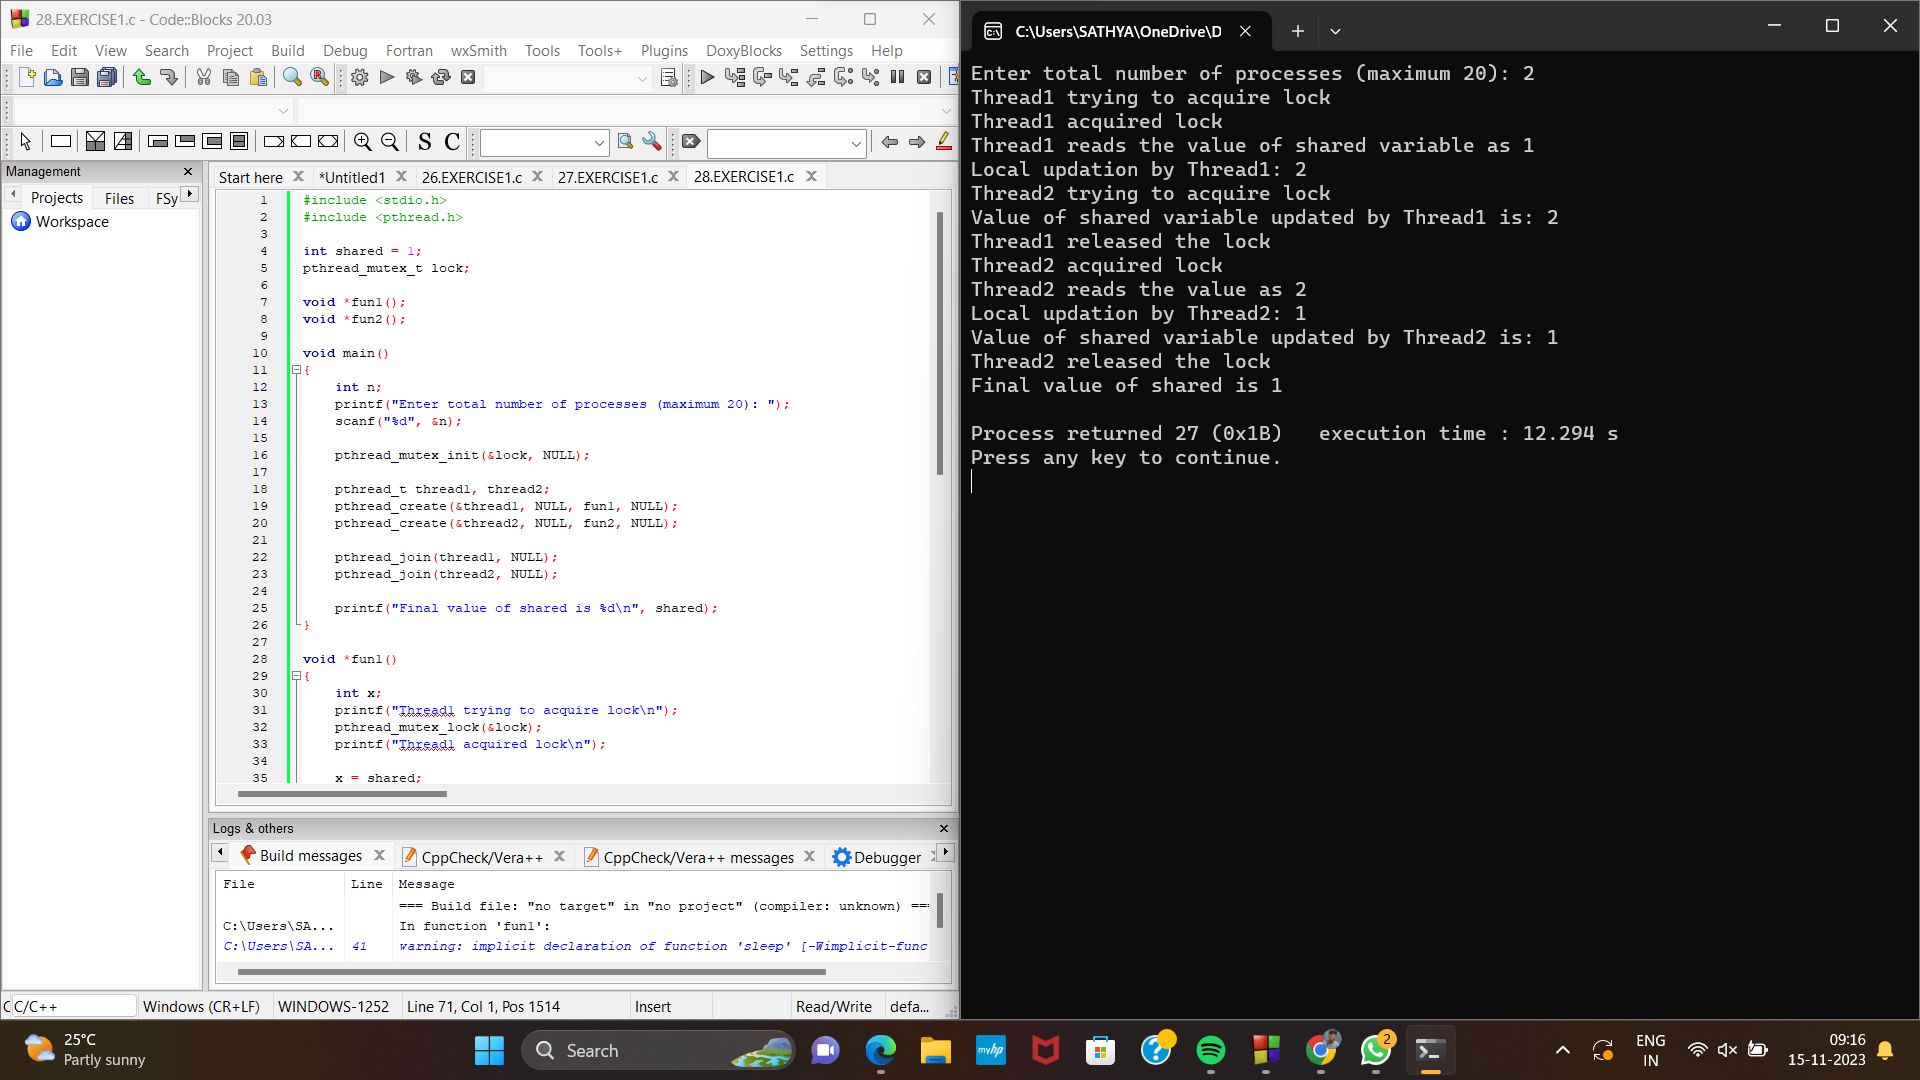 28.EXERCISE1.c - Code::Blocks 20.03
File Edit View Search Project Build Debug Fortran wxSmith Tools Tools+ Plugins DoxyBlocks Settings Help
S C
Management
Projects Files FSy
Workspace
Start here *Untitled1 26.EXERCISE1.c 27.EXERCISE1.c 28.EXERCISE1.c
1 #include <stdio.h>
2 #include <pthread.h>
3
4 int shared = 1;
5 pthread_mutex_t lock;
6
7 void *fun1();
8 void *fun2();
9
10 void main()
11 {
12 int n;
13 printf("Enter total number of processes (maximum 20): ");
14 scanf("%d", &n);
15
16 pthread_mutex_init(&lock, NULL);
17
18 pthread_t thread1, thread2;
19 pthread_create(&thread1, NULL, fun1, NULL);
20 pthread_create(&thread2, NULL, fun2, NULL);
21
22 pthread_join(thread1, NULL);
23 pthread_join(thread2, NULL);
24
25 printf("Final value of shared is %d\n", shared);
26 }
27
28 void *fun1()
29 {
30 int x;
31 printf("Thread1 trying to acquire lock\n");
32 pthread_mutex_lock(&lock);
33 printf("Thread1 acquired lock\n");
34
35 x = shared;
Logs & others
Build messages CppCheck/Vera++ CppCheck/Vera++ messages Debugger
File Line Message
=== Build file: "no target" in "no project" (compiler: unknown) ===
C:\Users\SA... In function 'fun1':
C:\Users\SA... 41 warning: implicit declaration of function 'sleep' [-Wimplicit-func
C C/C++ Windows (CR+LF) WINDOWS-1252 Line 71, Col 1, Pos 1514 Insert Read/Write defa...
C:\Users\SATHYA\OneDrive\D
Enter total number of processes (maximum 20): 2
Thread1 trying to acquire lock
Thread1 acquired lock
Thread1 reads the value of shared variable as 1
Local updation by Thread1: 2
Thread2 trying to acquire lock
Value of shared variable updated by Thread1 is: 2
Thread1 released the lock
Thread2 acquired lock
Thread2 reads the value as 2
Local updation by Thread2: 1
Value of shared variable updated by Thread2 is: 1
Thread2 released the lock
Final value of shared is 1
Process returned 27 (0x1B) execution time : 12.294 s
Press any key to continue.
25°C
Partly sunny
Search
myhp
2
ENG
IN
09:16
15-11-2023